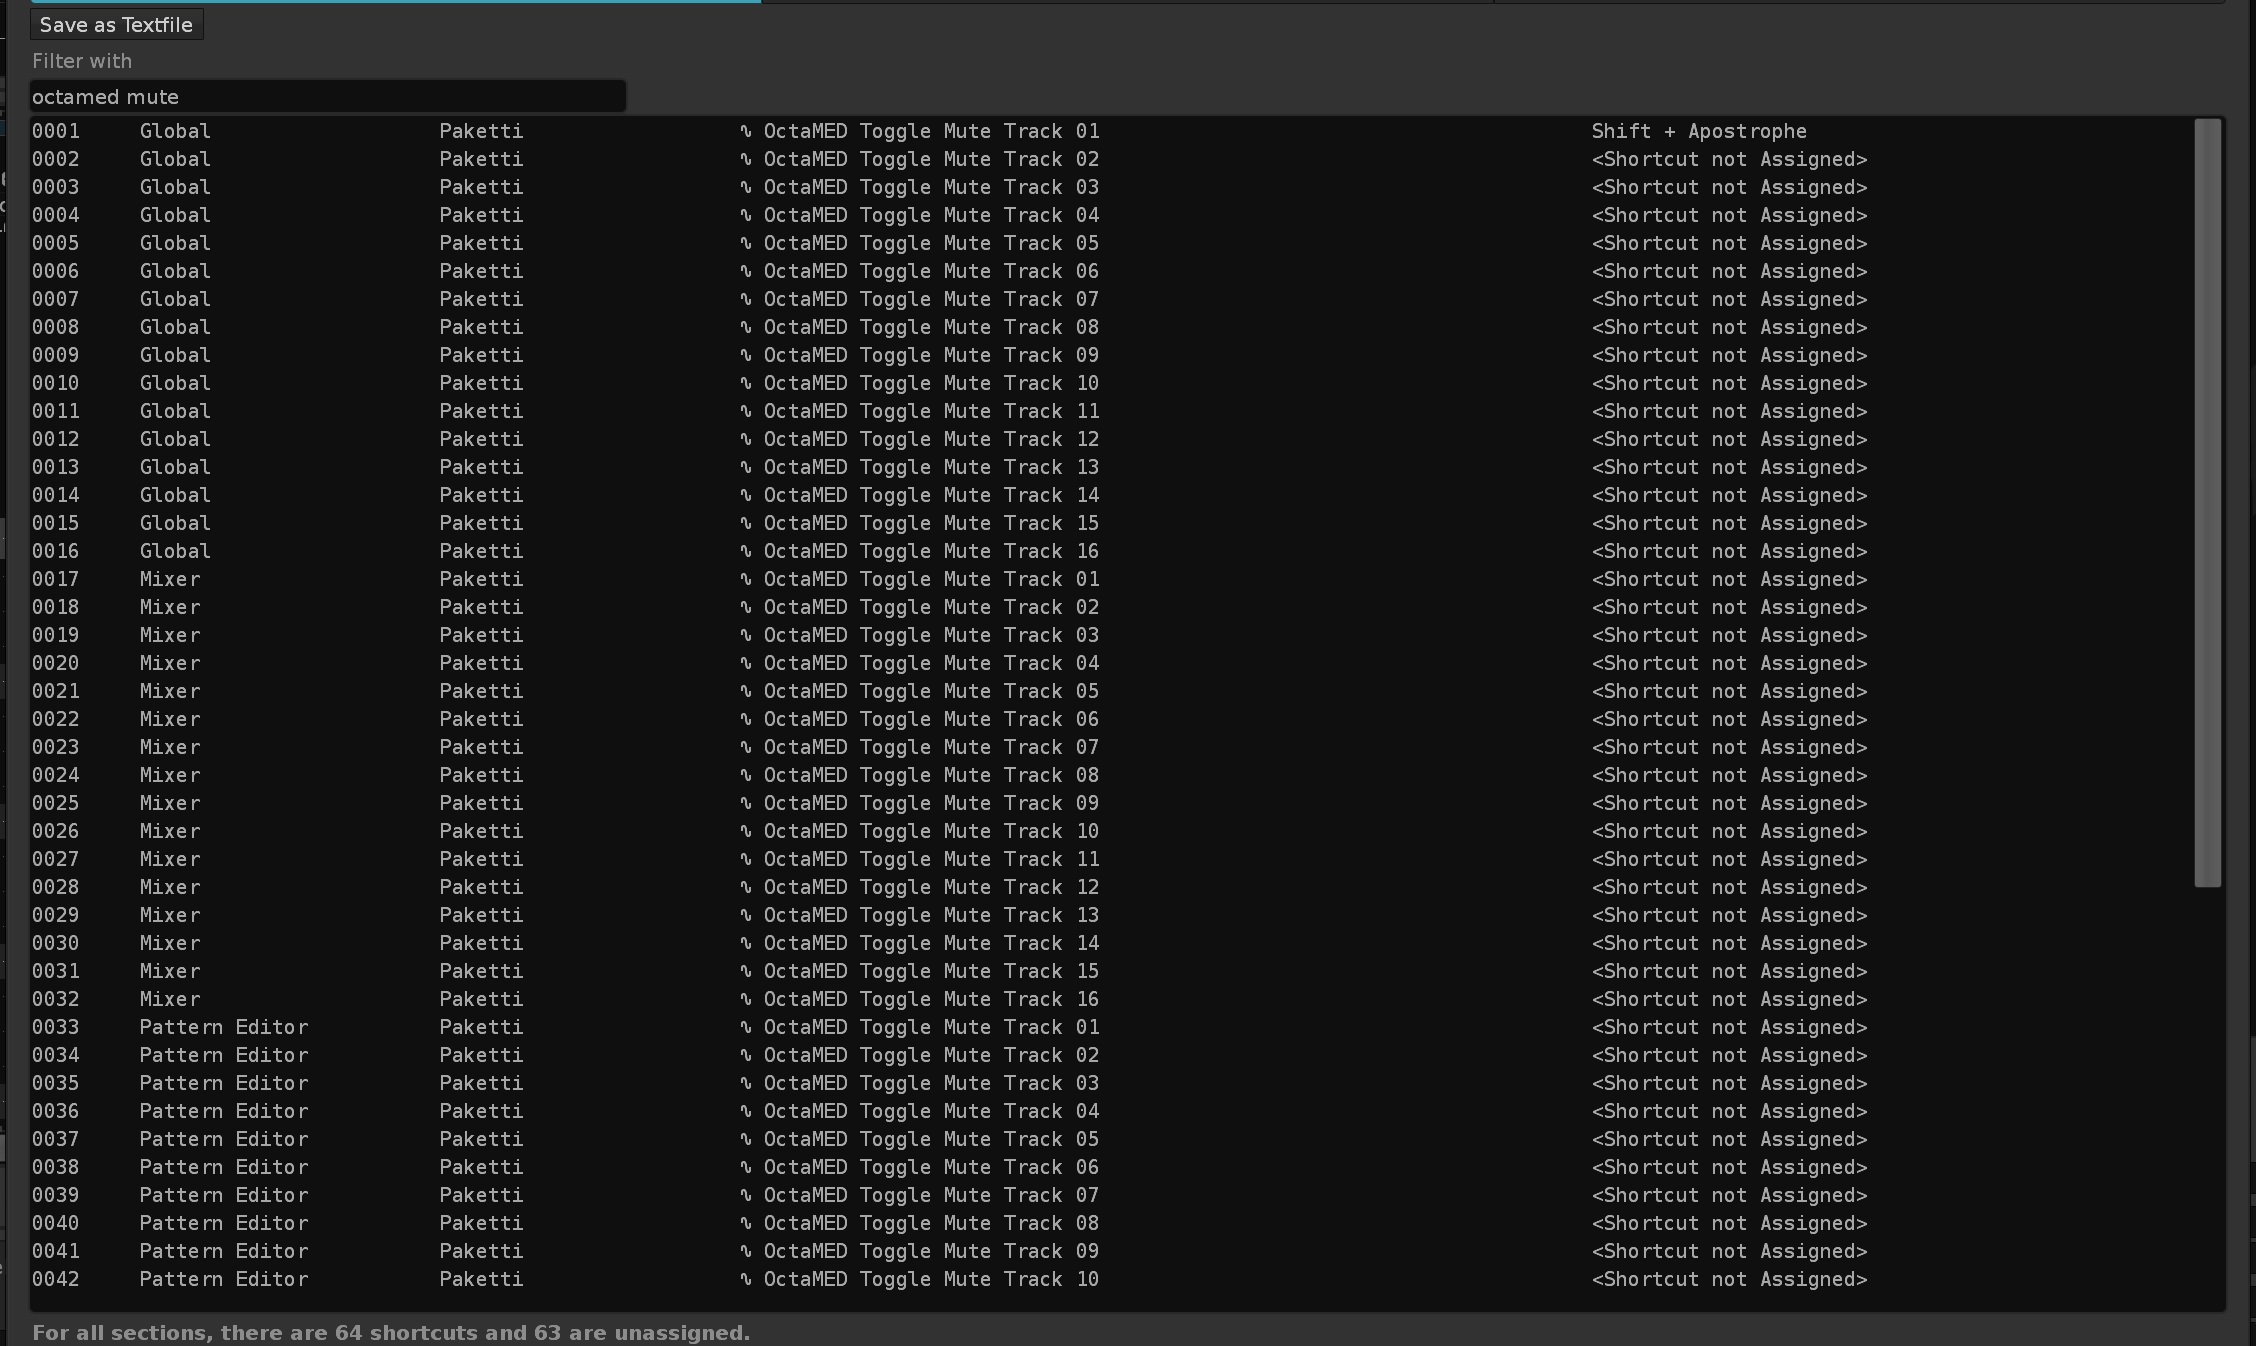 Save as Textfile
Filter with
octamed mute
0001 Global Paketti ∿ OctaMED Toggle Mute Track 01 Shift + Apostrophe
0002 Global Paketti ∿ OctaMED Toggle Mute Track 02 <Shortcut not Assigned>
0003 Global Paketti ∿ OctaMED Toggle Mute Track 03 <Shortcut not Assigned>
0004 Global Paketti ∿ OctaMED Toggle Mute Track 04 <Shortcut not Assigned>
0005 Global Paketti ∿ OctaMED Toggle Mute Track 05 <Shortcut not Assigned>
0006 Global Paketti ∿ OctaMED Toggle Mute Track 06 <Shortcut not Assigned>
0007 Global Paketti ∿ OctaMED Toggle Mute Track 07 <Shortcut not Assigned>
0008 Global Paketti ∿ OctaMED Toggle Mute Track 08 <Shortcut not Assigned>
0009 Global Paketti ∿ OctaMED Toggle Mute Track 09 <Shortcut not Assigned>
0010 Global Paketti ∿ OctaMED Toggle Mute Track 10 <Shortcut not Assigned>
0011 Global Paketti ∿ OctaMED Toggle Mute Track 11 <Shortcut not Assigned>
0012 Global Paketti ∿ OctaMED Toggle Mute Track 12 <Shortcut not Assigned>
0013 Global Paketti ∿ OctaMED Toggle Mute Track 13 <Shortcut not Assigned>
0014 Global Paketti ∿ OctaMED Toggle Mute Track 14 <Shortcut not Assigned>
0015 Global Paketti ∿ OctaMED Toggle Mute Track 15 <Shortcut not Assigned>
0016 Global Paketti ∿ OctaMED Toggle Mute Track 16 <Shortcut not Assigned>
0017 Mixer Paketti ∿ OctaMED Toggle Mute Track 01 <Shortcut not Assigned>
0018 Mixer Paketti ∿ OctaMED Toggle Mute Track 02 <Shortcut not Assigned>
0019 Mixer Paketti ∿ OctaMED Toggle Mute Track 03 <Shortcut not Assigned>
0020 Mixer Paketti ∿ OctaMED Toggle Mute Track 04 <Shortcut not Assigned>
0021 Mixer Paketti ∿ OctaMED Toggle Mute Track 05 <Shortcut not Assigned>
0022 Mixer Paketti ∿ OctaMED Toggle Mute Track 06 <Shortcut not Assigned>
0023 Mixer Paketti ∿ OctaMED Toggle Mute Track 07 <Shortcut not Assigned>
0024 Mixer Paketti ∿ OctaMED Toggle Mute Track 08 <Shortcut not Assigned>
0025 Mixer Paketti ∿ OctaMED Toggle Mute Track 09 <Shortcut not Assigned>
0026 Mixer Paketti ∿ OctaMED Toggle Mute Track 10 <Shortcut not Assigned>
0027 Mixer Paketti ∿ OctaMED Toggle Mute Track 11 <Shortcut not Assigned>
0028 Mixer Paketti ∿ OctaMED Toggle Mute Track 12 <Shortcut not Assigned>
0029 Mixer Paketti ∿ OctaMED Toggle Mute Track 13 <Shortcut not Assigned>
0030 Mixer Paketti ∿ OctaMED Toggle Mute Track 14 <Shortcut not Assigned>
0031 Mixer Paketti ∿ OctaMED Toggle Mute Track 15 <Shortcut not Assigned>
0032 Mixer Paketti ∿ OctaMED Toggle Mute Track 16 <Shortcut not Assigned>
0033 Pattern Editor Paketti ∿ OctaMED Toggle Mute Track 01 <Shortcut not Assigned>
0034 Pattern Editor Paketti ∿ OctaMED Toggle Mute Track 02 <Shortcut not Assigned>
0035 Pattern Editor Paketti ∿ OctaMED Toggle Mute Track 03 <Shortcut not Assigned>
0036 Pattern Editor Paketti ∿ OctaMED Toggle Mute Track 04 <Shortcut not Assigned>
0037 Pattern Editor Paketti ∿ OctaMED Toggle Mute Track 05 <Shortcut not Assigned>
0038 Pattern Editor Paketti ∿ OctaMED Toggle Mute Track 06 <Shortcut not Assigned>
0039 Pattern Editor Paketti ∿ OctaMED Toggle Mute Track 07 <Shortcut not Assigned>
0040 Pattern Editor Paketti ∿ OctaMED Toggle Mute Track 08 <Shortcut not Assigned>
0041 Pattern Editor Paketti ∿ OctaMED Toggle Mute Track 09 <Shortcut not Assigned>
0042 Pattern Editor Paketti ∿ OctaMED Toggle Mute Track 10 <Shortcut not Assigned>
For all sections, there are 64 shortcuts and 63 are unassigned.